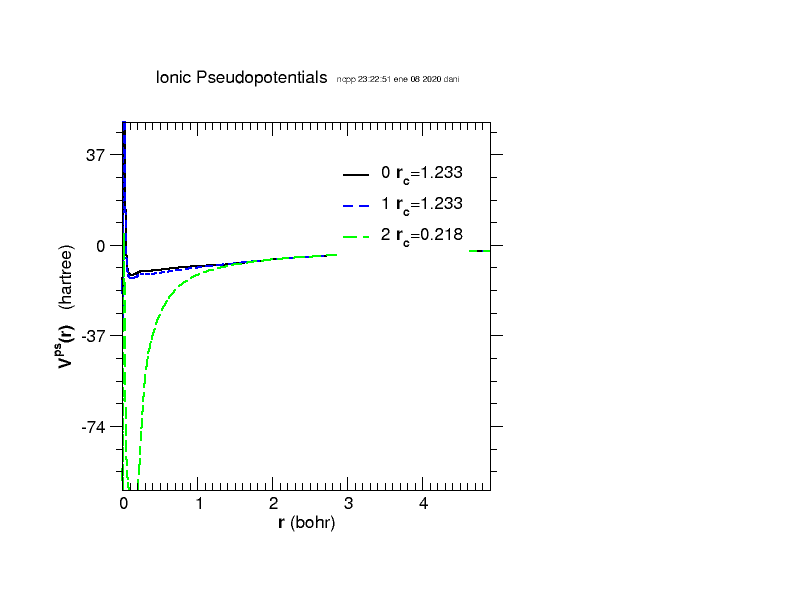 Ionic Pseudopotentials ncpp 23:22:51 ene 08 2020 dani
37
0 rc=1.233
1 rc=1.233
2 rc=0.218
0
-37
-74
Vps(r) (hartree)
0 1 2 3 4
r (bohr)